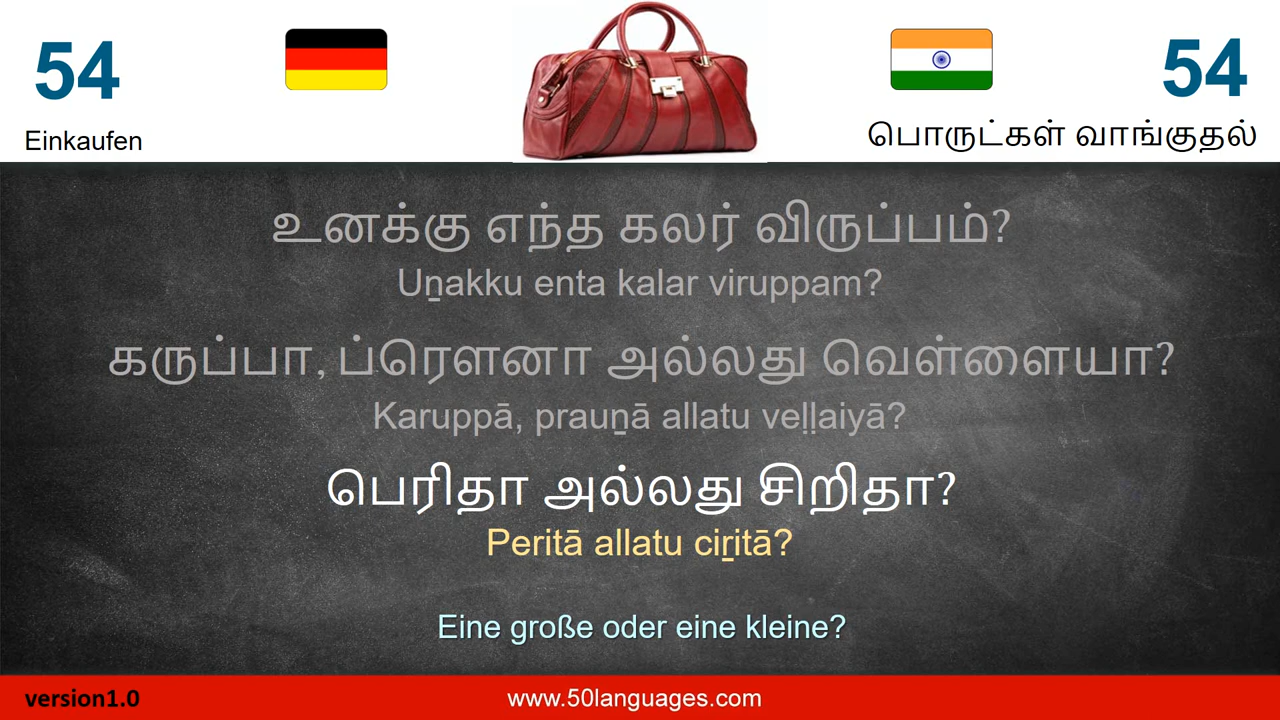 54
54
Einkaufen
பொருட்கள் வாங்குதல்
உனக்கு எந்த கலர் விருப்பம்?
Uṉakku enta kalar viruppam?
கருப்பா, ப்ரௌனா அல்லது வெள்ளையா?
Karuppā, prauṉā allatu veḷḷaiyā?
பெரிதா அல்லது சிறிதா?
Peritā allatu ciṟitā?
Eine große oder eine kleine?
version1.0
www.50languages.com